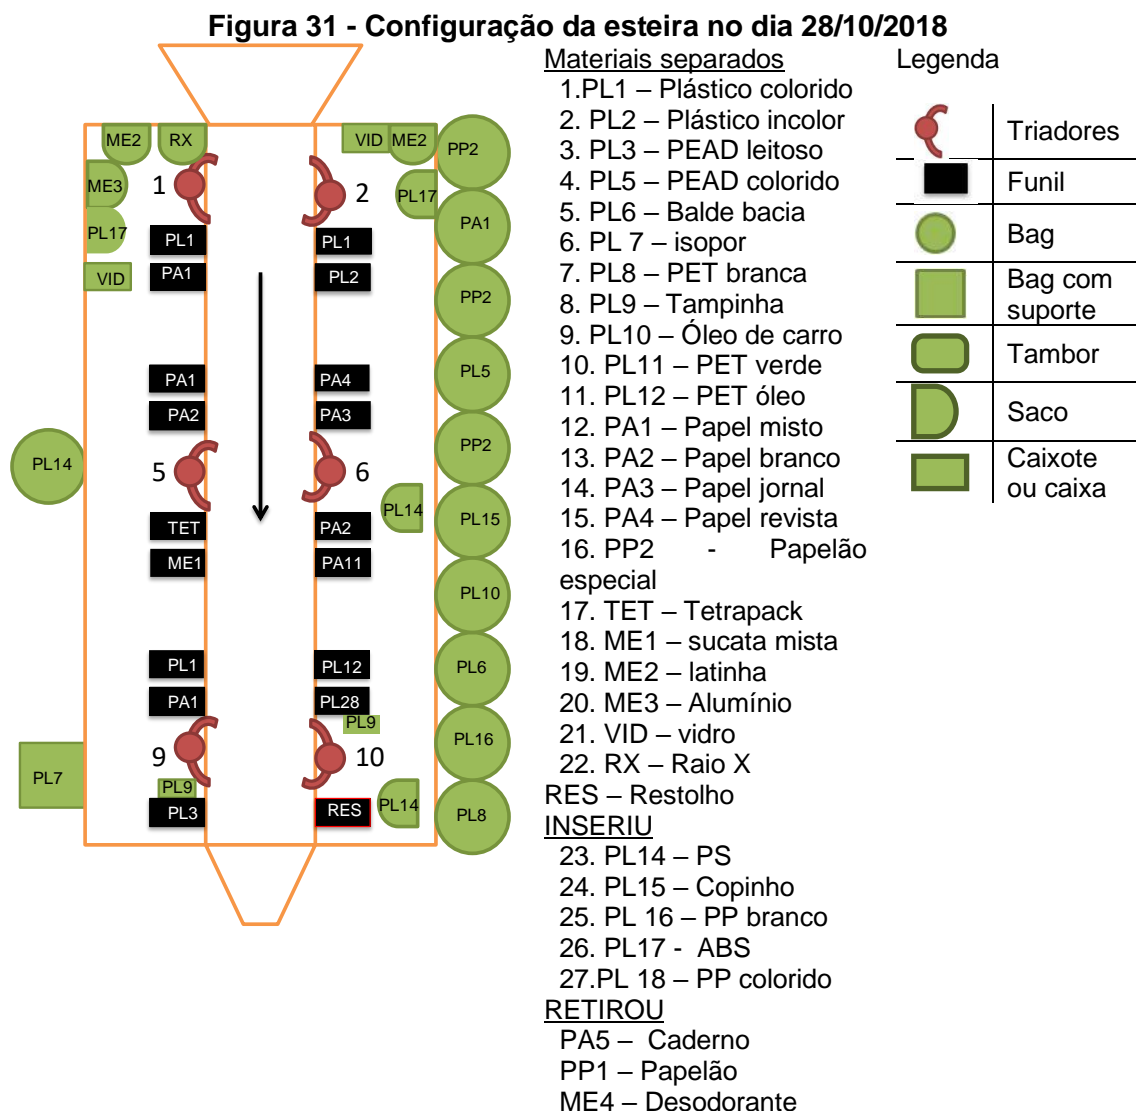 Figura 31 - Configuração da esteira no dia 28/10/2018
ME2
RX
VID
ME2
PP2
ME3
1
2
PL17
PL17
PA1
PL1
PL1
VID
PA1
PL2
PP2
PA1
PA4
PL5
PA2
PA3
PP2
PL14
5
6
PL14
PL15
TET
PA2
ME1
PA11
PL10
PL1
PL12
PL6
PA1
PL28
PL9
9
10
PL16
PL7
PL9
PL14
PL3
RES
PL8
Materiais separados
1.PL1 – Plástico colorido
2. PL2 – Plástico incolor
3. PL3 – PEAD leitoso
4. PL5 – PEAD colorido
5. PL6 – Balde bacia
6. PL 7 – isopor
7. PL8 – PET branca
8. PL9 – Tampinha
9. PL10 – Óleo de carro
10. PL11 – PET verde
11. PL12 – PET óleo
12. PA1 – Papel misto
13. PA2 – Papel branco
14. PA3 – Papel jornal
15. PA4 – Papel revista
16. PP2 - Papelão
especial
17. TET – Tetrapack
18. ME1 – sucata mista
19. ME2 – latinha
20. ME3 – Alumínio
21. VID – vidro
22. RX – Raio X
RES – Restolho
INSERIU
23. PL14 – PS
24. PL15 – Copinho
25. PL 16 – PP branco
26. PL17 - ABS
27.PL 18 – PP colorido
RETIROU
PA5 – Caderno
PP1 – Papelão
ME4 – Desodorante
Legenda
Triadores
Funil
Bag
Bag com
suporte
Tambor
Saco
Caixote
ou caixa